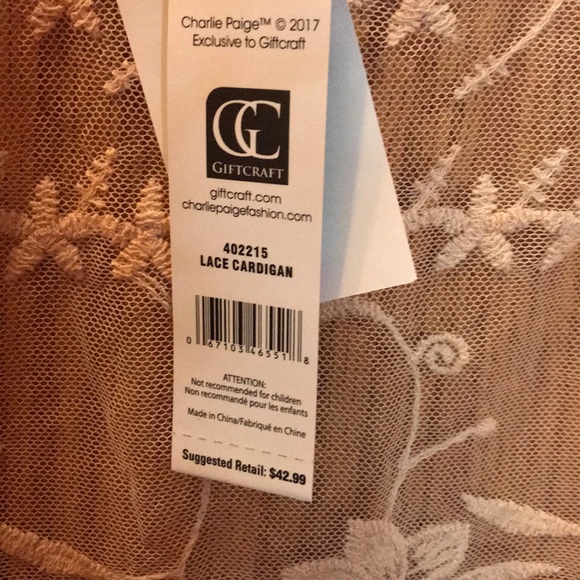 Charlie Paige™ © 2017
Exclusive to Giftcraft
GC
GIFTCRAFT
giftcraft.com
charliepaigefashion.com
402215
LACE CARDIGAN
0 67103 46551 8
ATTENTION:
Not recommended for children
Non recommandé pour les enfants
Made in China/Fabriqué en Chine
Suggested Retail: $42.99